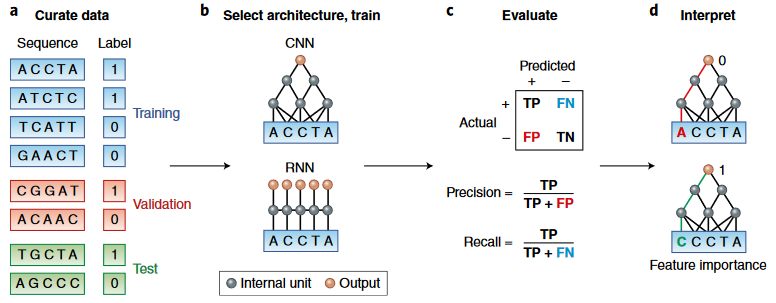 a Curate data
Sequence Label
ACCTA 1
ATCTC 1
TCATT 0
GAACT 0
Training
CGGAT 1
ACAAC 0
Validation
TGCTA 1
AGCCC 0
Test
b Select architecture, train
CNN
ACCTA
RNN
ACCTA
Internal unit Output
c Evaluate
Predicted
+ –
Actual
+ TP FN
– FP TN
Precision = TP
TP + FP
Recall = TP
TP + FN
d Interpret
0
ACCTA
1
CCCTA
Feature importance